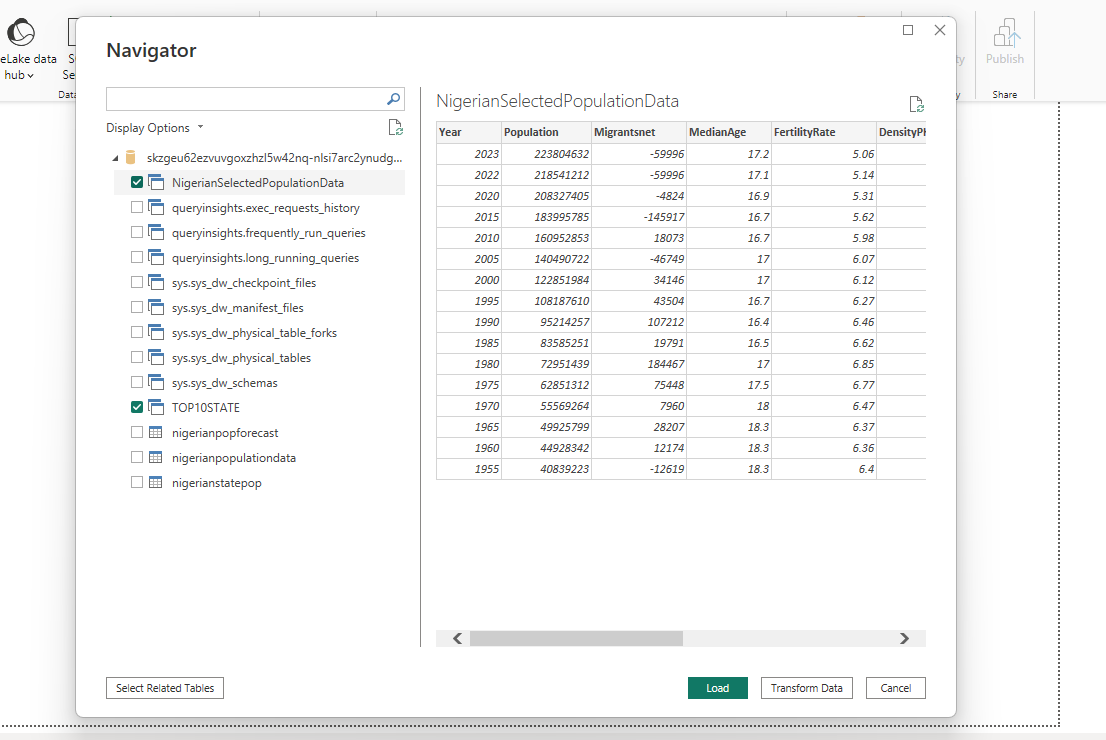 eLake data
hub
Data
ty
Publish
Share
Navigator
Display Options
skzgeu62ezvuvgoxzhzl5w42nq-nlsi7arc2ynudg...
NigerianSelectedPopulationData
queryinsights.exec_requests_history
queryinsights.frequently_run_queries
queryinsights.long_running_queries
sys.sys_dw_checkpoint_files
sys.sys_dw_manifest_files
sys.sys_dw_physical_table_forks
sys.sys_dw_physical_tables
sys.sys_dw_schemas
TOP10STATE
nigerianpopforecast
nigerianpopulationdata
nigerianstatepop
NigerianSelectedPopulationData
Year Population Migrantsnet MedianAge FertilityRate DensityP
2023 223804632 -59996 17.2 5.06
2022 218541212 -59996 17.1 5.14
2020 208327405 -4824 16.9 5.31
2015 183995785 -145917 16.7 5.62
2010 160952853 18073 16.7 5.98
2005 140490722 -46749 17 6.07
2000 122851984 34146 17 6.12
1995 108187610 43504 16.7 6.27
1990 95214257 107212 16.4 6.46
1985 83585251 19791 16.5 6.62
1980 72951439 184467 17 6.85
1975 62851312 75448 17.5 6.77
1970 55569264 7960 18 6.47
1965 49925799 28207 18.3 6.37
1960 44928342 12174 18.3 6.36
1955 40839223 -12619 18.3 6.4
Select Related Tables
Load
Transform Data
Cancel